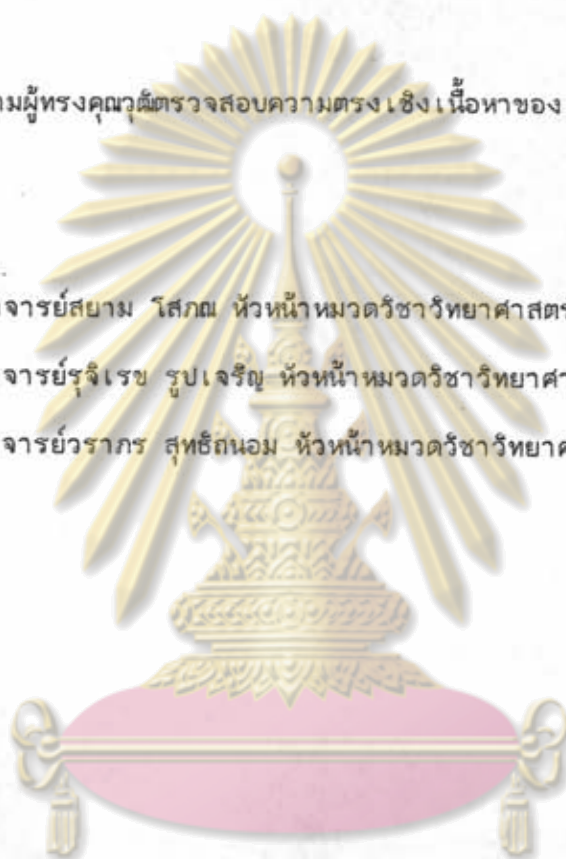 ามผู้ทรงคุณวุฒิตรวจสอบความตรงเชิงเนื้อหาของ
าจารย์สยาม โสภณ หัวหน้าหมวดวิชาวิทยาศาสตร
จารย์รุจิเรข รูปเจริญ หัวหน้าหมวดวิชาวิทยาศา
จารย์วราภร สุทธิถนอม หัวหน้าหมวดวิชาวิทยาศ